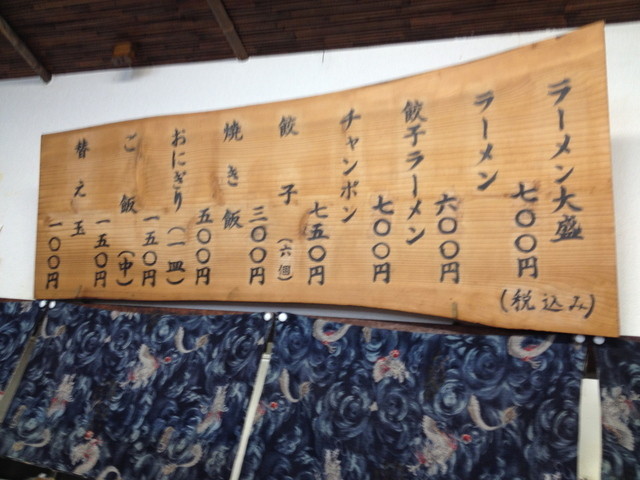 ラーメン大盛
七〇〇円
(税込み)
ラーメン
六〇〇円
餃子ラーメン
七〇〇円
チャンポン
七五〇円
餃子(六個)
三〇〇円
焼き飯
五〇〇円
おにぎり(一皿)
一五〇円
ご飯(中)
一五〇円
替え玉
一〇〇円